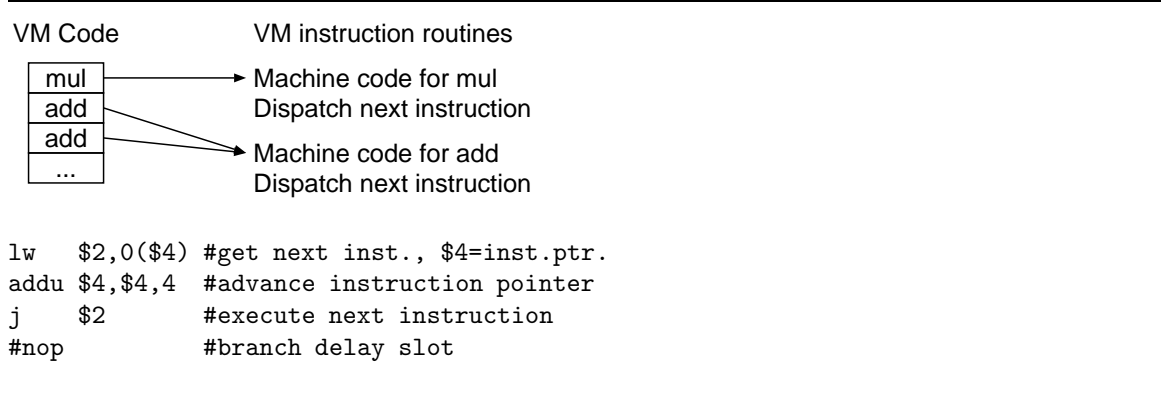 VM Code VM instruction routines
mul Machine code for mul
add Dispatch next instruction
add Machine code for add
... Dispatch next instruction
lw $2,0($4) #get next inst., $4=inst.ptr.
addu $4,$4,4 #advance instruction pointer
j $2 #execute next instruction
#nop #branch delay slot